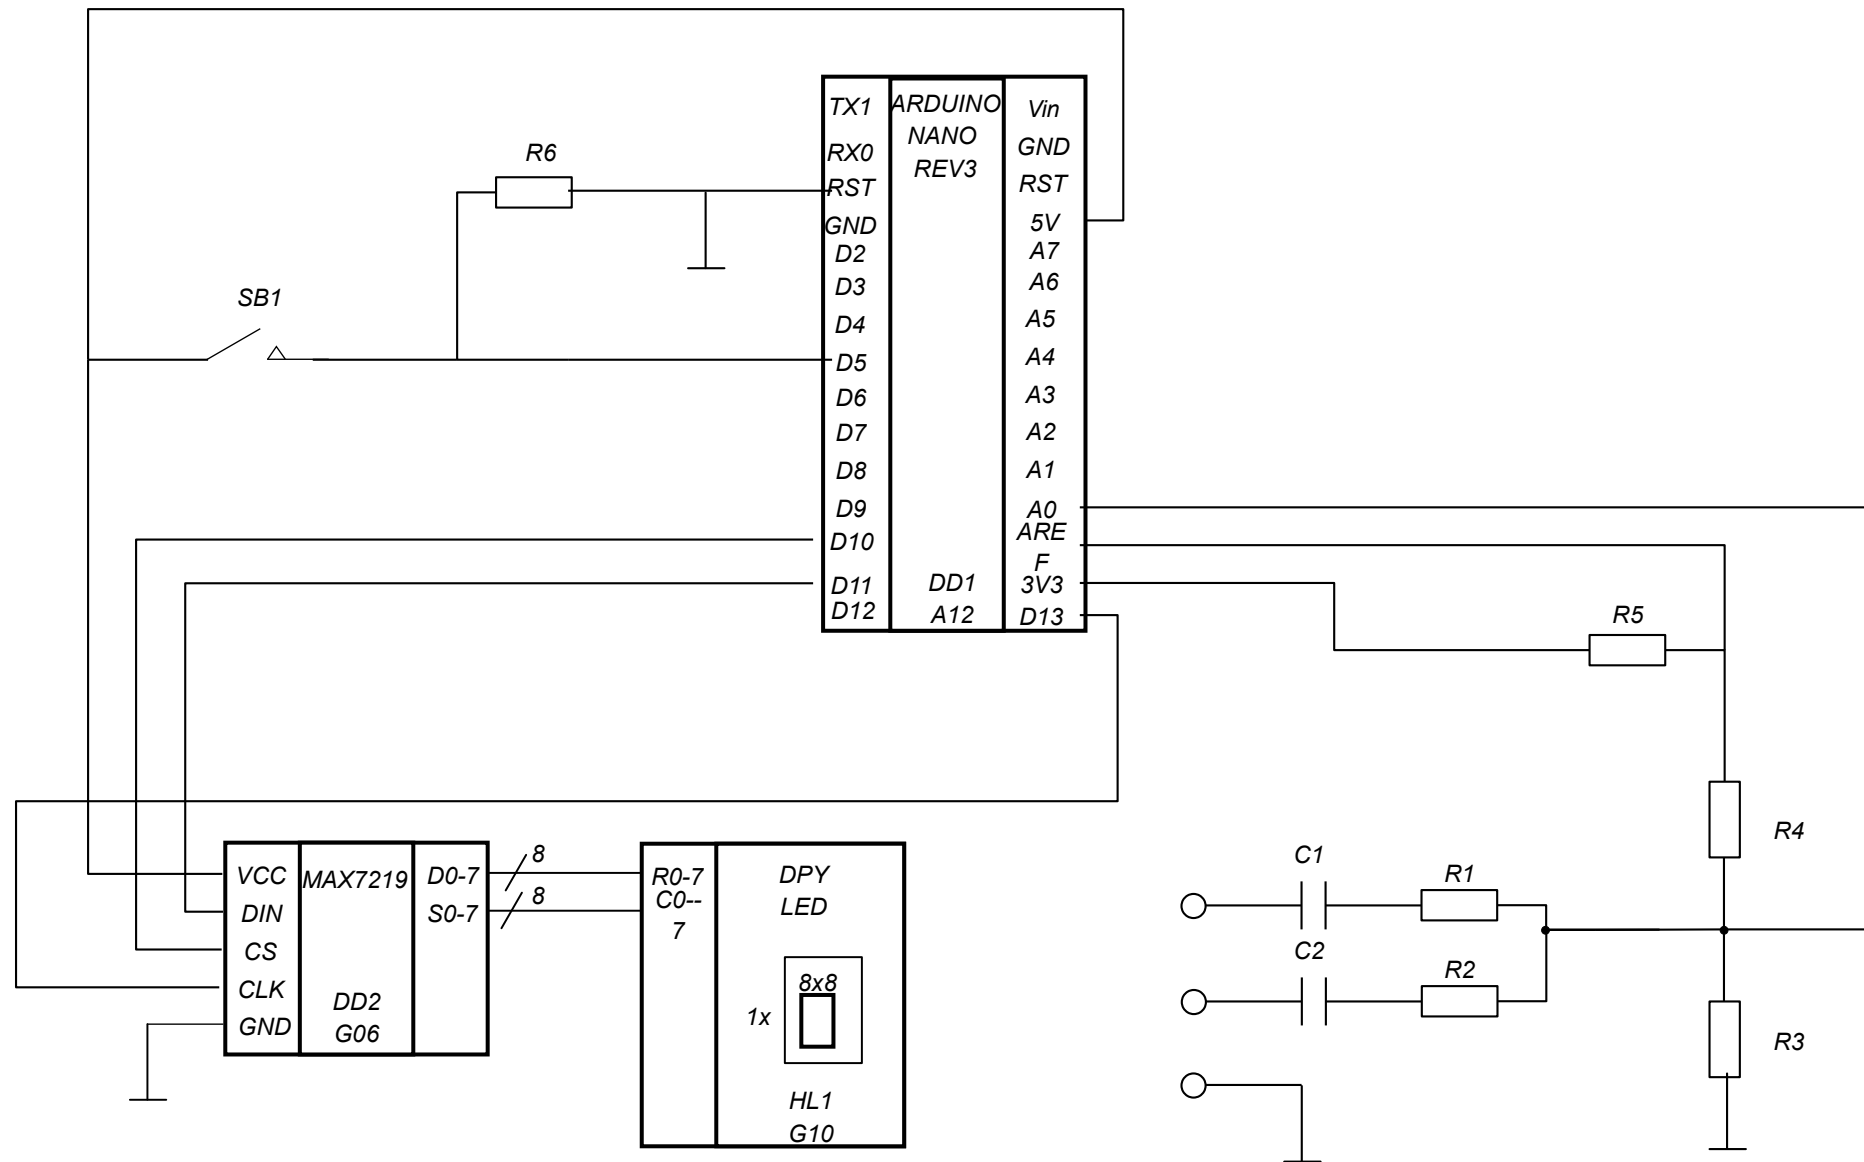 TX1
RX0
RST
GND
D2
D3
D4
D5
D6
D7
D8
D9
D10
D11
D12
ARDUINO
NANO
REV3
DD1
A12
Vin
GND
RST
5V
A7
A6
A5
A4
A3
A2
A1
A0
ARE
F
3V3
D13
R6
SB1
R5
R4
R3
C1
R1
C2
R2
VCC
DIN
CS
CLK
GND
MAX7219
DD2
G06
D0-7
S0-7
8
8
R0-7
C0--
7
DPY
LED
8x8
1x
HL1
G10